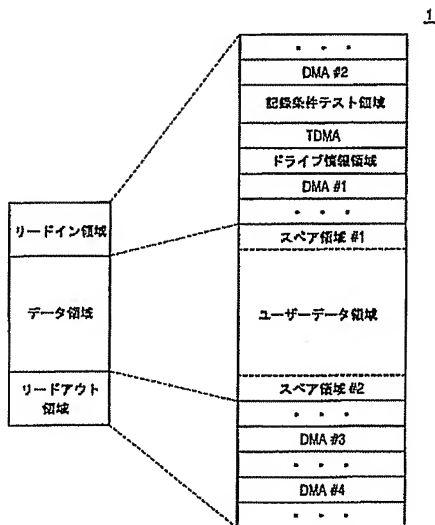 1
リードイン領域
データ領域
リードアウト
領域
・ ・ ・
DMA #2
記録条件テスト領域
TDMA
ドライブ情報領域
DMA #1
・ ・ ・
スペア領域 #1
ユーザーデータ領域
スペア領域 #2
・ ・ ・
DMA #3
・ ・ ・
DMA #4
・ ・ ・